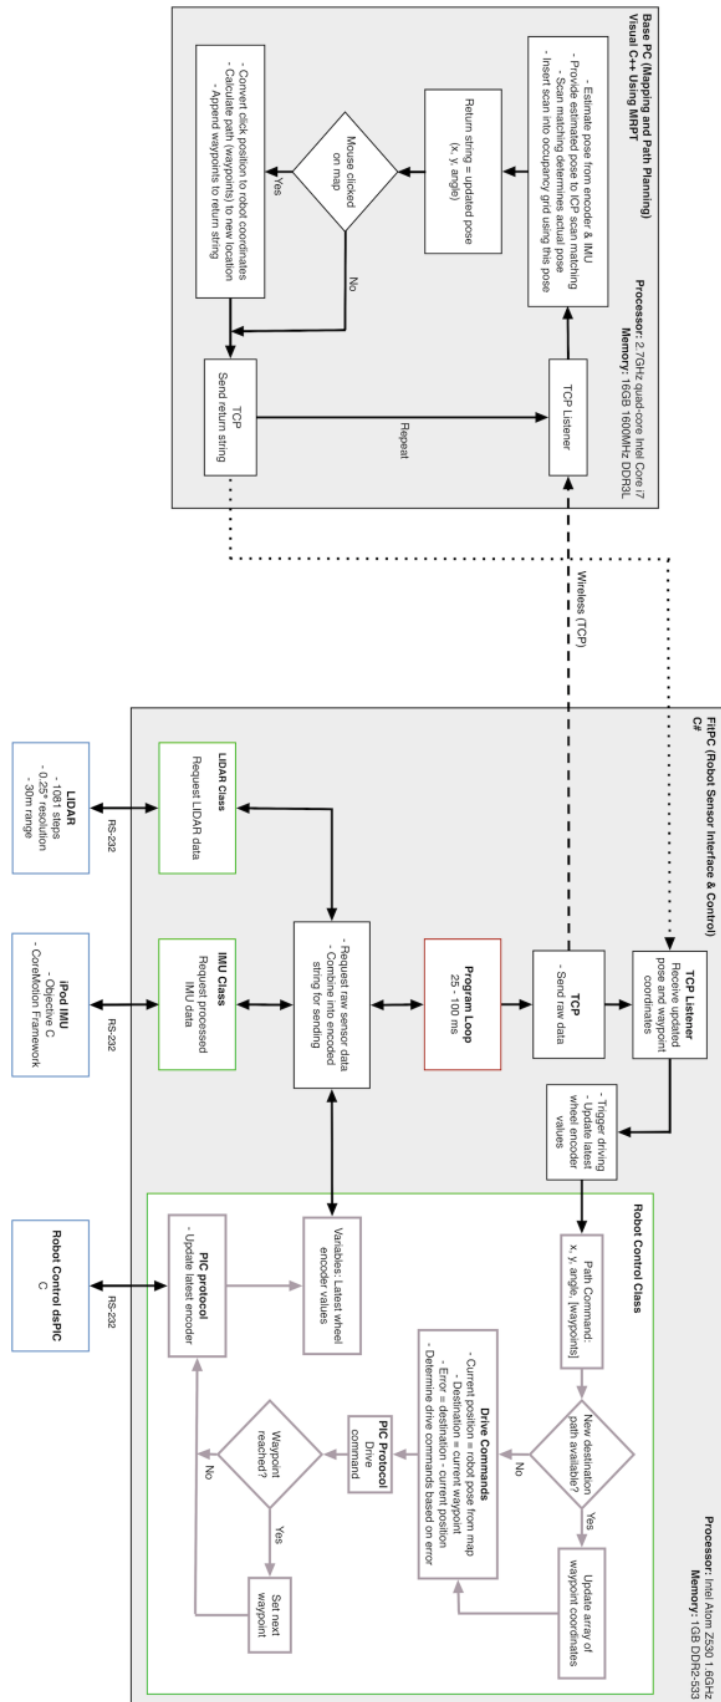 Base PC (Mapping and Path Planning)
Visual C++ Using MRPT
Processor: 2.7GHz quad-core Intel Core i7
Memory: 16GB 1600MHz DDR3L
- Estimate pose from encoder & IMU
- Provide estimated pose to ICP scan matching
- Scan matching determines actual pose
- Insert scan into occupancy grid using this pose
TCP Listener
Return string = updated pose
(x, y, angle)
Mouse clicked
on map
No
Yes
- Convert click position to robot coordinates
- Calculate path (waypoints) to new location
- Append waypoints to return string
TCP
Send return string
Repeat
Wireless (TCP)
FitPC (Robot Sensor Interface & Control)
C#
Processor: Intel Atom Z530 1.6GHz
Memory: 1GB DDR2-533
TCP Listener
Receive updated
pose and waypoint
coordinates
TCP
- Send raw data
- Trigger driving
- Update latest
wheel encoder
values
Program Loop
25 - 100 ms
- Request raw sensor data
- Combine into encoded
string for sending
LIDAR Class
Request LIDAR data
IMU Class
Request processed
IMU data
RS-232
RS-232
RS-232
LIDAR
- 1081 steps
- 0.25° resolution
- 30m range
iPod IMU
- Objective C
- CoreMotion Framework
Robot Control dsPIC
C
Robot Control Class
Path Command:
x, y, angle, [waypoints]
New destination
path available?
Yes
No
Update array of
waypoint coordinates
Drive Commands
- Current position = robot pose from map
- Destination = current waypoint
- Error = destination - current position
- Determine drive commands based on error
PIC Protocol
Drive
command
Waypoint
reached?
Yes
No
Set next
waypoint
Variables: Latest wheel
encoder values
PIC protocol
- Update latest encoder